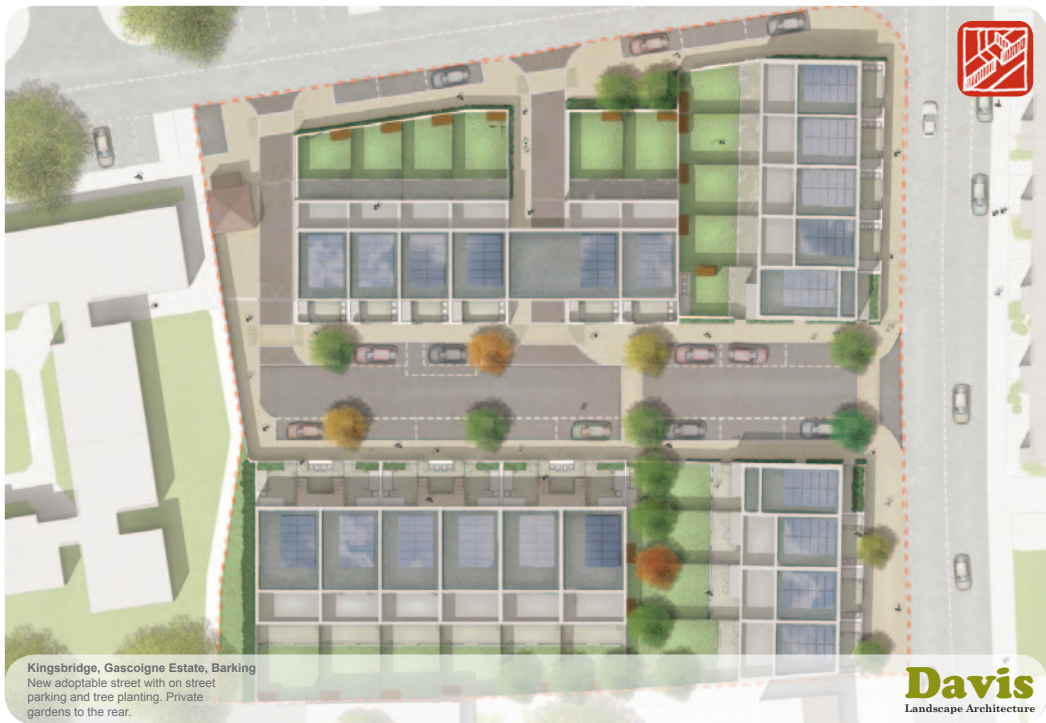 Kingsbridge, Gascoigne Estate, Barking
New adoptable street with on street
parking and tree planting. Private
gardens to the rear.
Davis
Landscape Architecture